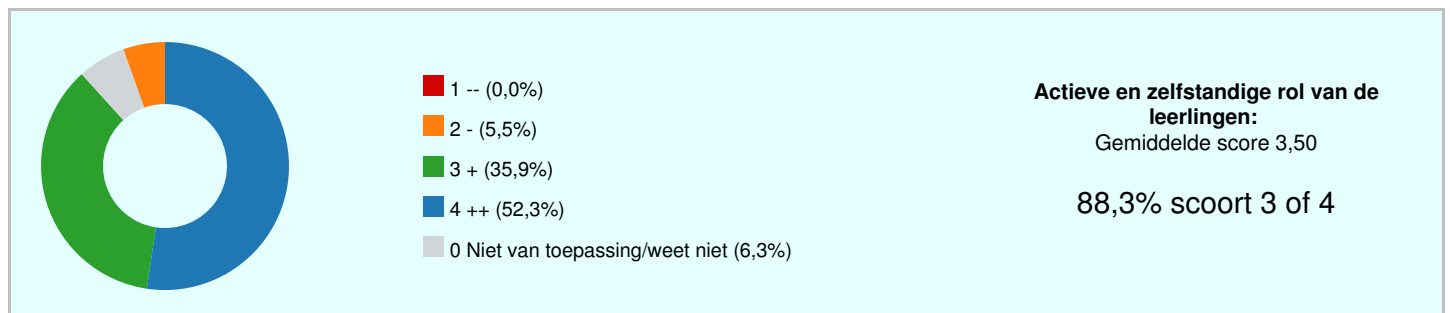 1 -- (0,0%)
2 - (5,5%)
3 + (35,9%)
4 ++ (52,3%)
0 Niet van toepassing/weet niet (6,3%)
Actieve en zelfstandige rol van de
leerlingen:
Gemiddelde score 3,50
88,3% scoort 3 of 4